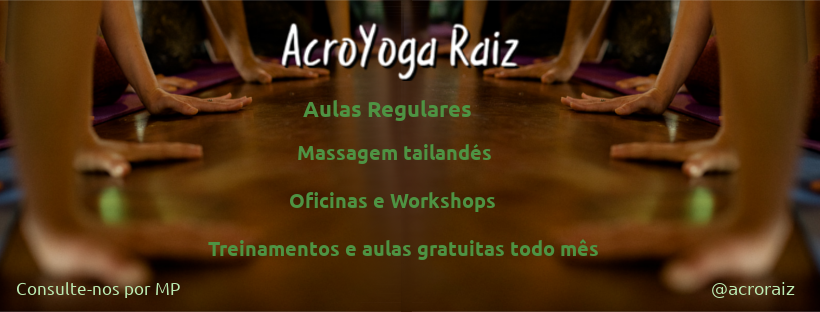 AcroYoga Raiz
Aulas Regulares
Massagem tailandés
Oficinas e Workshops
Treinamentos e aulas gratuitas todo mês
Consulte-nos por MP
@acroraiz